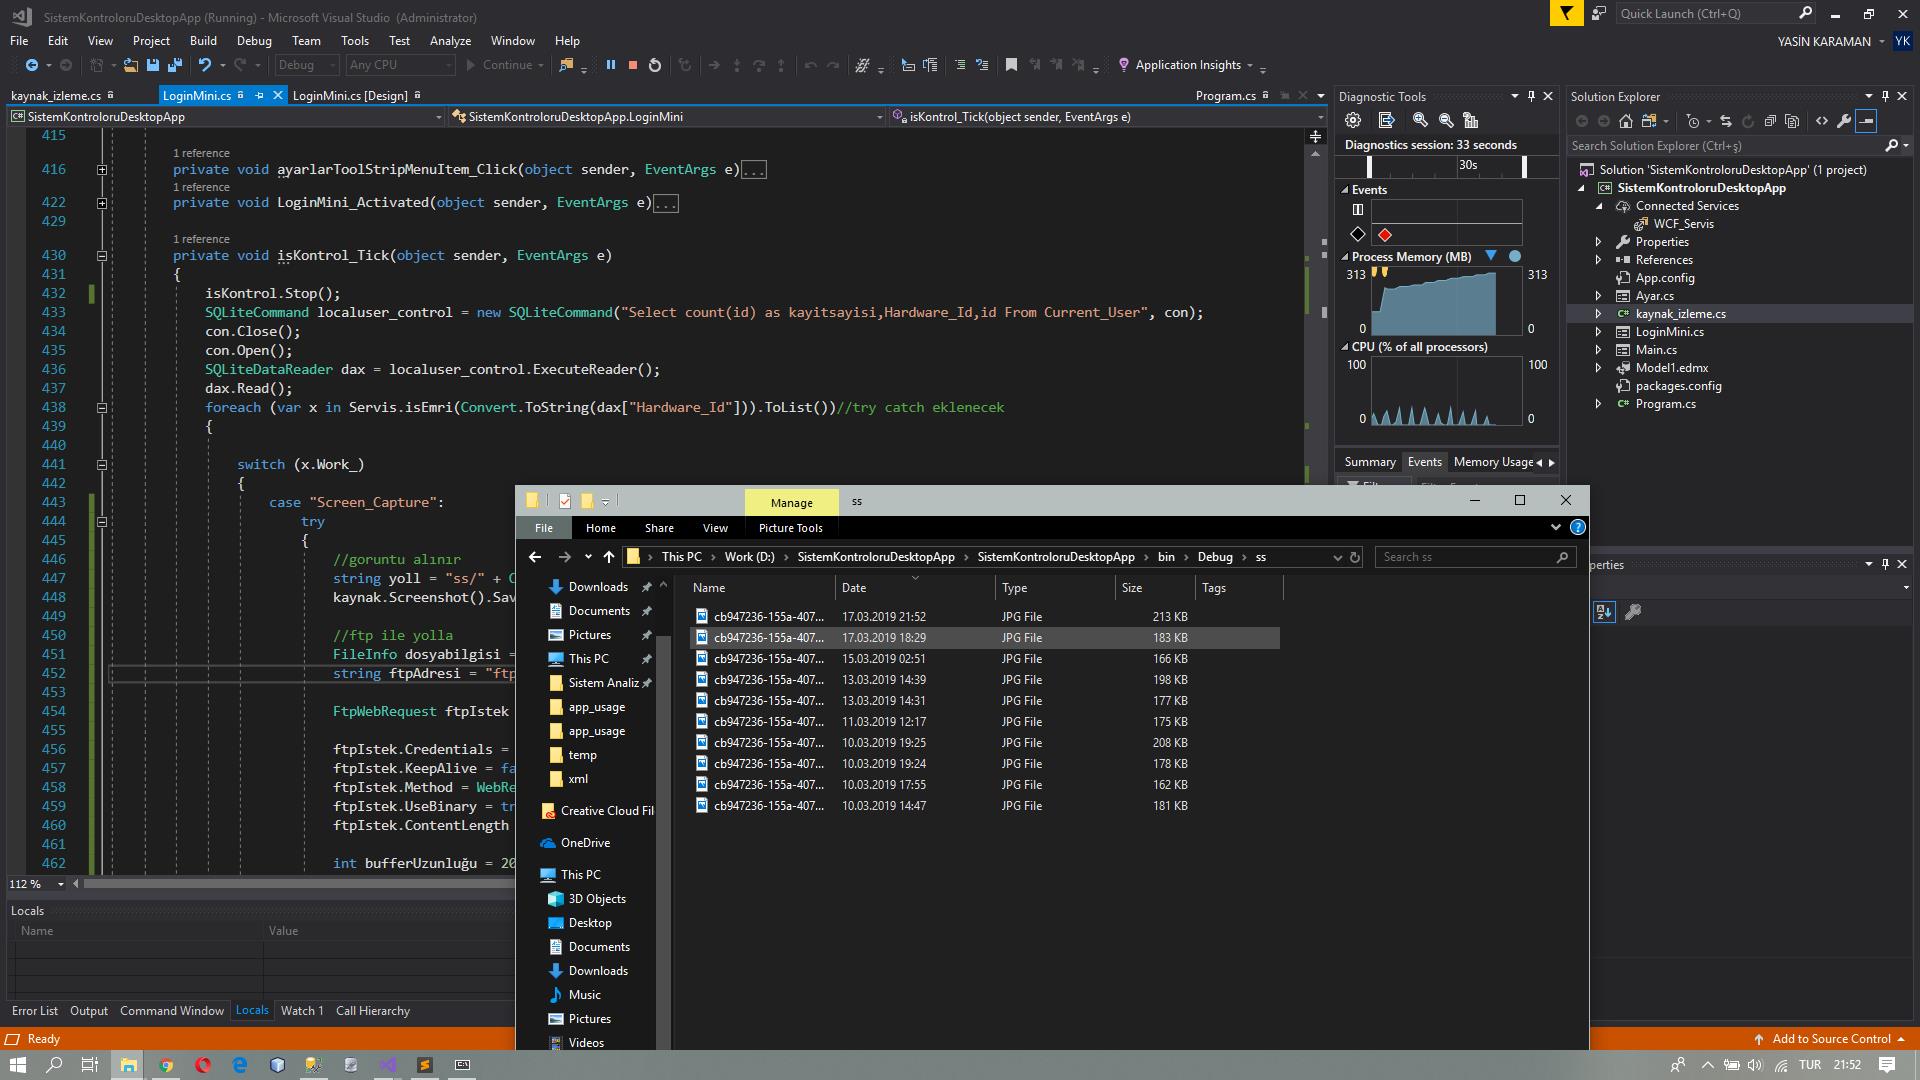 SistemKontroloruDesktopApp (Running) - Microsoft Visual Studio (Administrator)
Quick Launch (Ctrl+Q)
File Edit View Project Build Debug Team Tools Test Analyze Window Help
YASİN KARAMAN YK
Debug Any CPU Continue Application Insights
kaynak_izleme.cs LoginMini.cs LoginMini.cs [Design] Program.cs
SistemKontroloruDesktopApp SistemKontroloruDesktopApp.LoginMini isKontrol_Tick(object sender, EventArgs e)
415
1 reference
416 private void ayarlarToolStripMenuItem_Click(object sender, EventArgs e)...
1 reference
422 private void LoginMini_Activated(object sender, EventArgs e)...
429
1 reference
430 private void isKontrol_Tick(object sender, EventArgs e)
431 {
432 isKontrol.Stop();
433 SQLiteCommand localuser_control = new SQLiteCommand("Select count(id) as kayitsayisi,Hardware_Id,id From Current_User", con);
434 con.Close();
435 con.Open();
436 SQLiteDataReader dax = localuser_control.ExecuteReader();
437 dax.Read();
438 foreach (var x in Servis.isEmri(Convert.ToString(dax["Hardware_Id"])).ToList())//try catch eklenecek
439 {
440
441 switch (x.Work_)
442 {
443 case "Screen_Capture":
444 try
445 {
446 //goruntu alınır
447 string yoll = "ss/" +
448 kaynak.Screenshot().Sav
449
450 //ftp ile yolla
451 FileInfo dosyabilgisi =
452 string ftpAdresi = "ftp
453
454 FtpWebRequest ftpIstek
455
456 ftpIstek.Credentials =
457 ftpIstek.KeepAlive = fa
458 ftpIstek.Method = WebRe
459 ftpIstek.UseBinary = tr
460 ftpIstek.ContentLength
461
462 int bufferUzunluğu = 20
112 %
Locals
Name Value
Error List Output Command Window Locals Watch 1 Call Hierarchy
Ready
Add to Source Control
Diagnostic Tools
Diagnostics session: 33 seconds
30s
Events
Process Memory (MB)
313 313
0 0
CPU (% of all processors)
100 100
0 0
Summary Events Memory Usage
Solution Explorer
Search Solution Explorer (Ctrl+ş)
Solution 'SistemKontroloruDesktopApp' (1 project)
SistemKontroloruDesktopApp
Connected Services
WCF_Servis
Properties
References
App.config
Ayar.cs
kaynak_izleme.cs
LoginMini.cs
Main.cs
Model1.edmx
packages.config
Program.cs
perties
Manage ss
File Home Share View Picture Tools
This PC Work (D:) SistemKontroloruDesktopApp SistemKontroloruDesktopApp bin Debug ss
Search ss
Downloads
Documents
Pictures
This PC
Sistem Analiz
app_usage
app_usage
temp
xml
Creative Cloud Fil
OneDrive
This PC
3D Objects
Desktop
Documents
Downloads
Music
Pictures
Videos
Name Date Type Size Tags
cb947236-155a-407... 17.03.2019 21:52 JPG File 213 KB
cb947236-155a-407... 17.03.2019 18:29 JPG File 183 KB
cb947236-155a-407... 15.03.2019 02:51 JPG File 166 KB
cb947236-155a-407... 13.03.2019 14:39 JPG File 198 KB
cb947236-155a-407... 13.03.2019 14:31 JPG File 177 KB
cb947236-155a-407... 11.03.2019 12:17 JPG File 175 KB
cb947236-155a-407... 10.03.2019 19:25 JPG File 208 KB
cb947236-155a-407... 10.03.2019 19:24 JPG File 178 KB
cb947236-155a-407... 10.03.2019 17:55 JPG File 162 KB
cb947236-155a-407... 10.03.2019 14:47 JPG File 181 KB
TUR 21:52